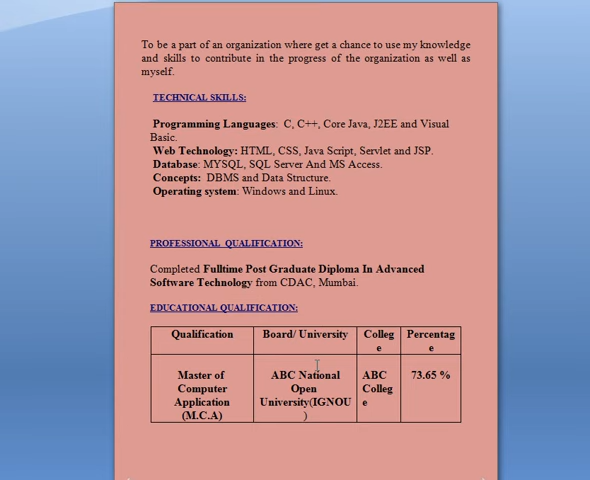 To be a part of an organization where get a chance to use my knowledge
and skills to contribute in the progress of the organization as well as
myself.
TECHNICAL SKILLS:
Programming Languages: C, C++, Core Java, J2EE and Visual
Basic.
Web Technology: HTML, CSS, Java Script, Servlet and JSP.
Database: MYSQL, SQL Server And MS Access.
Concepts: DBMS and Data Structure.
Operating system: Windows and Linux.
PROFESSIONAL QUALIFICATION:
Completed Fulltime Post Graduate Diploma In Advanced
Software Technology from CDAC, Mumbai.
EDUCATIONAL QUALIFICATION:
Qualification Board/ University Colleg Percentag
e e
Master of ABC National ABC 73.65 %
Computer Open Colleg
Application University(IGNOU e
(M.C.A) )